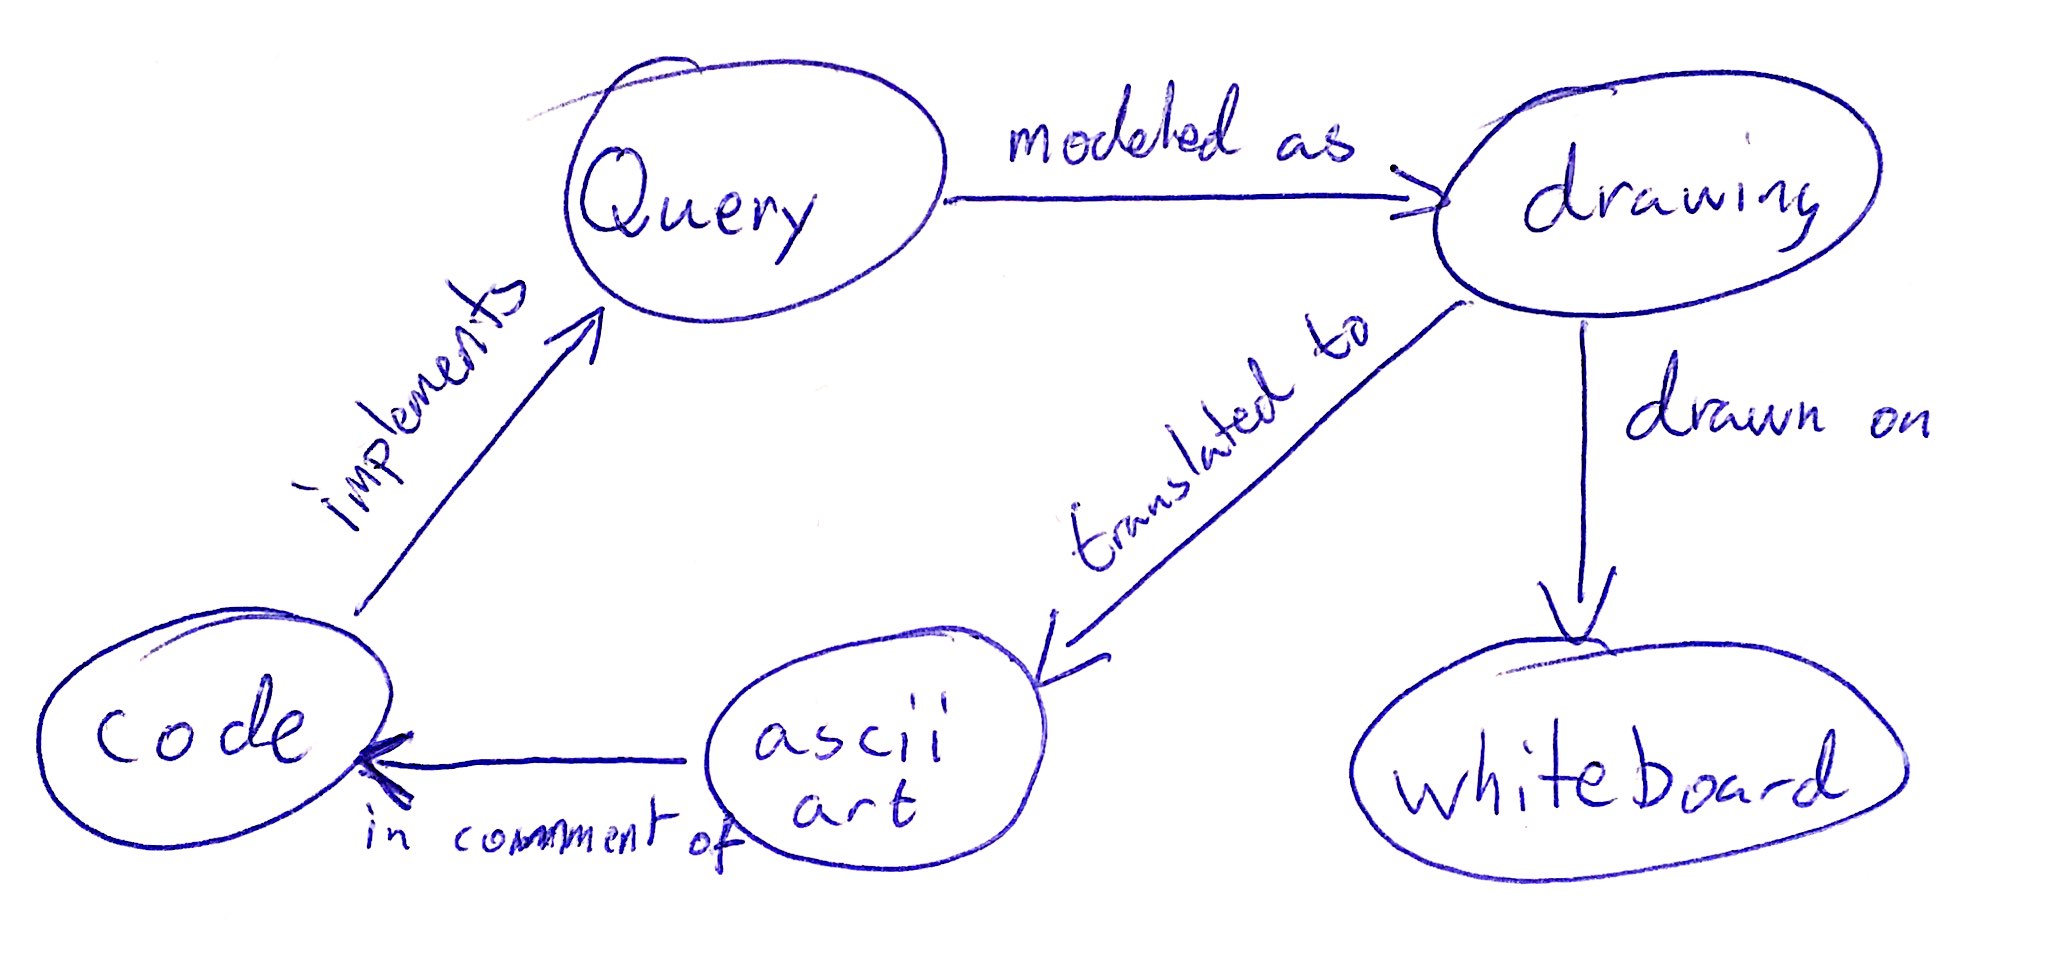 Query
modeled as
drawing
implements
translated to
drawn on
code
in comment of
ascii
art
whiteboard